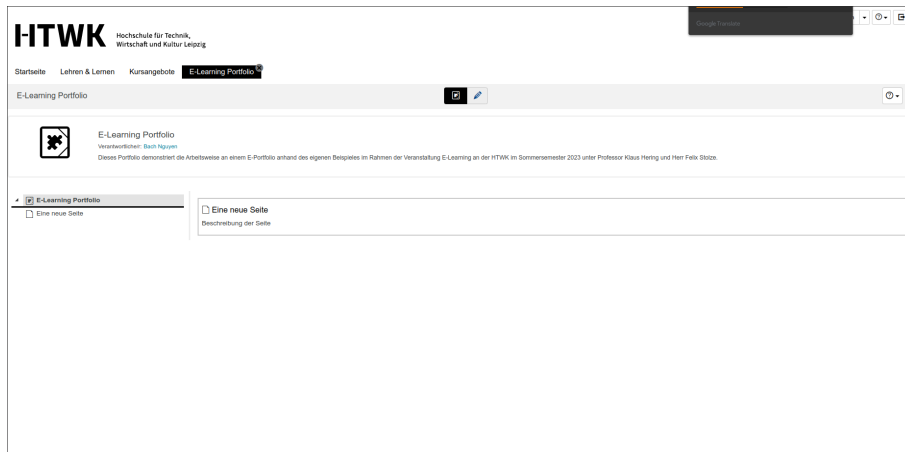 Google Translate
HTWK
Hochschule für Technik,
Wirtschaft und Kultur Leipzig
Startseite Lehren & Lernen Kursangebote E-Learning Portfolio
E-Learning Portfolio
E-Learning Portfolio
Verantwortlicher: Bach Nguyen
Dieses Portfolio demonstriert die Arbeitsweise an einem E-Portfolio anhand des eigenen Beispieles im Rahmen der Veranstaltung E-Learning an der HTWK im Sommersemester 2023 unter Professor Klaus Hering und Herr Felix Stolze.
E-Learning Portfolio
Eine neue Seite
Eine neue Seite
Beschreibung der Seite